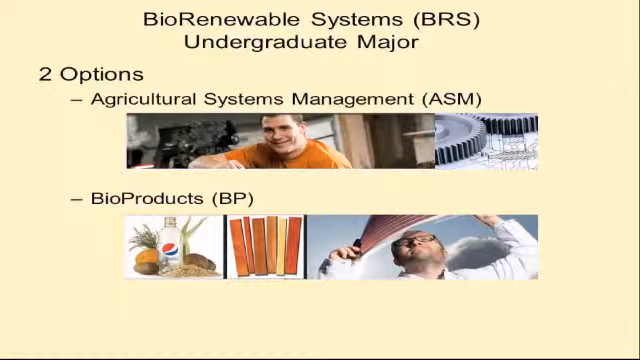 BioRenewable Systems (BRS)
Undergraduate Major
2 Options
– Agricultural Systems Management (ASM)
– BioProducts (BP)